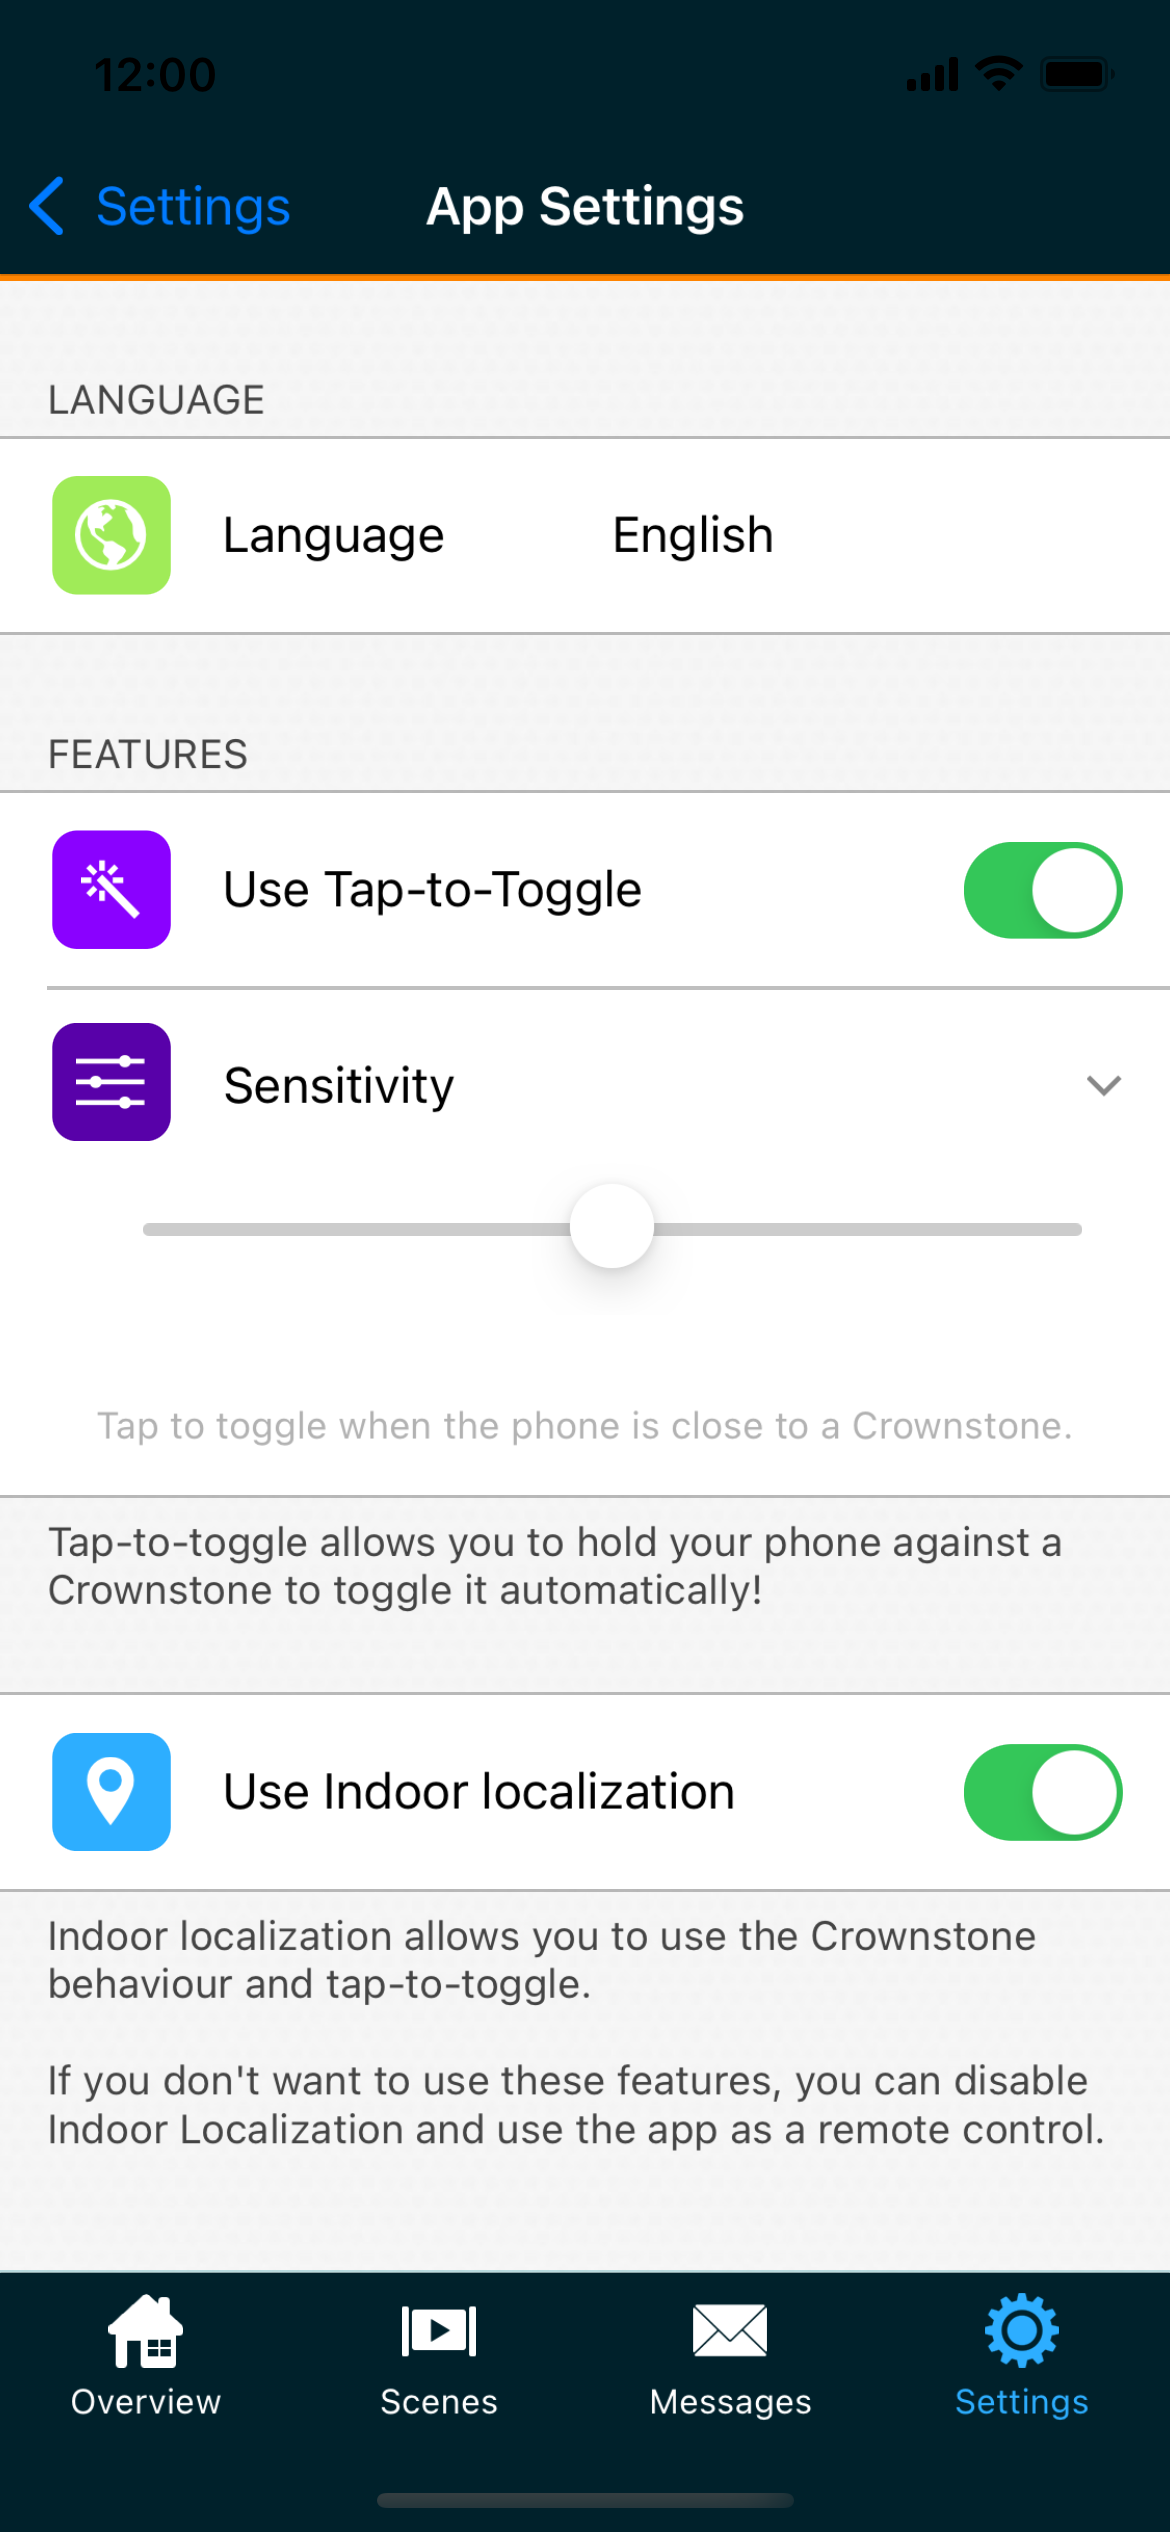 12:00
Settings
App Settings
LANGUAGE
Language English
FEATURES
Use Tap-to-Toggle
Sensitivity
Tap to toggle when the phone is close to a Crownstone.
Tap-to-toggle allows you to hold your phone against a
Crownstone to toggle it automatically!
Use Indoor localization
Indoor localization allows you to use the Crownstone
behaviour and tap-to-toggle.
If you don't want to use these features, you can disable
Indoor Localization and use the app as a remote control.
Overview Scenes Messages Settings